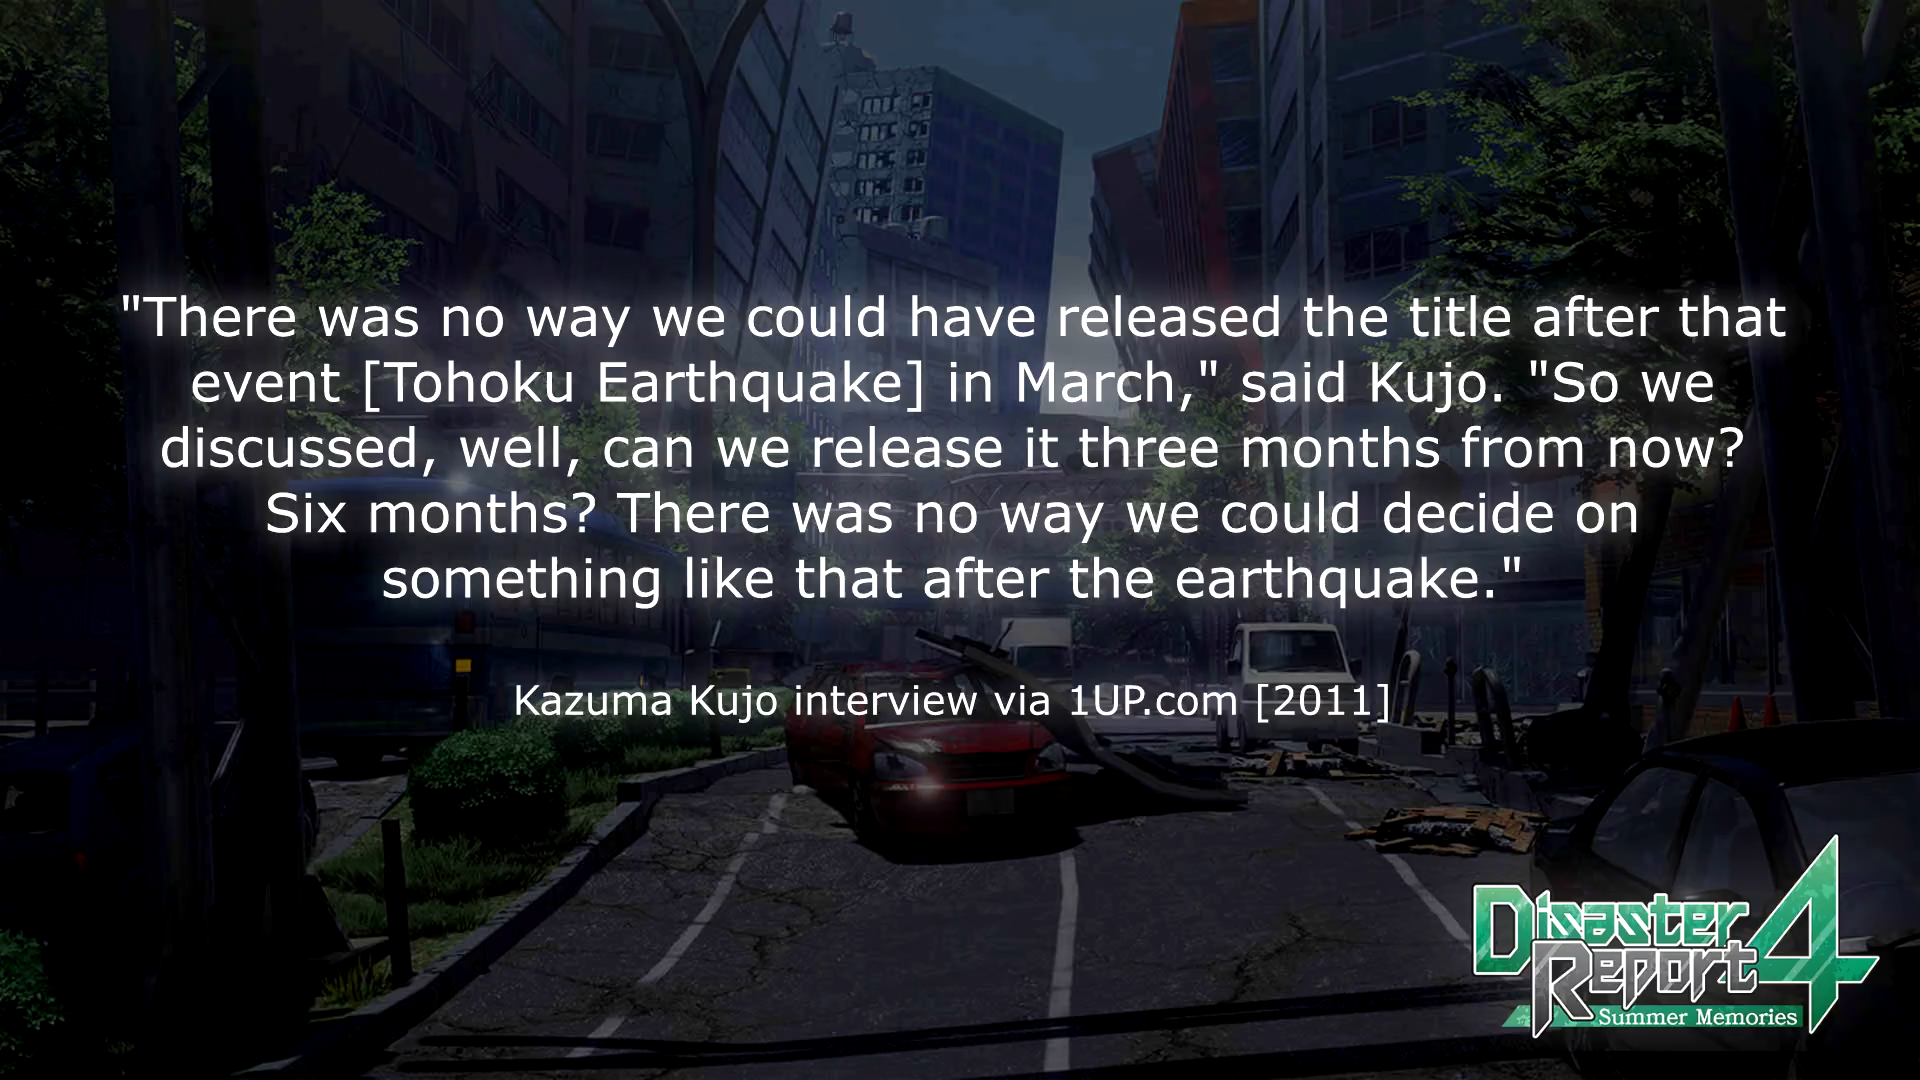 "There was no way we could have released the title after that
event [Tohoku Earthquake] in March," said Kujo. "So we
discussed, well, can we release it three months from now?
Six months? There was no way we could decide on
something like that after the earthquake."
Kazuma Kujo interview via 1UP.com [2011]
Disaster
Report 4
Summer Memories